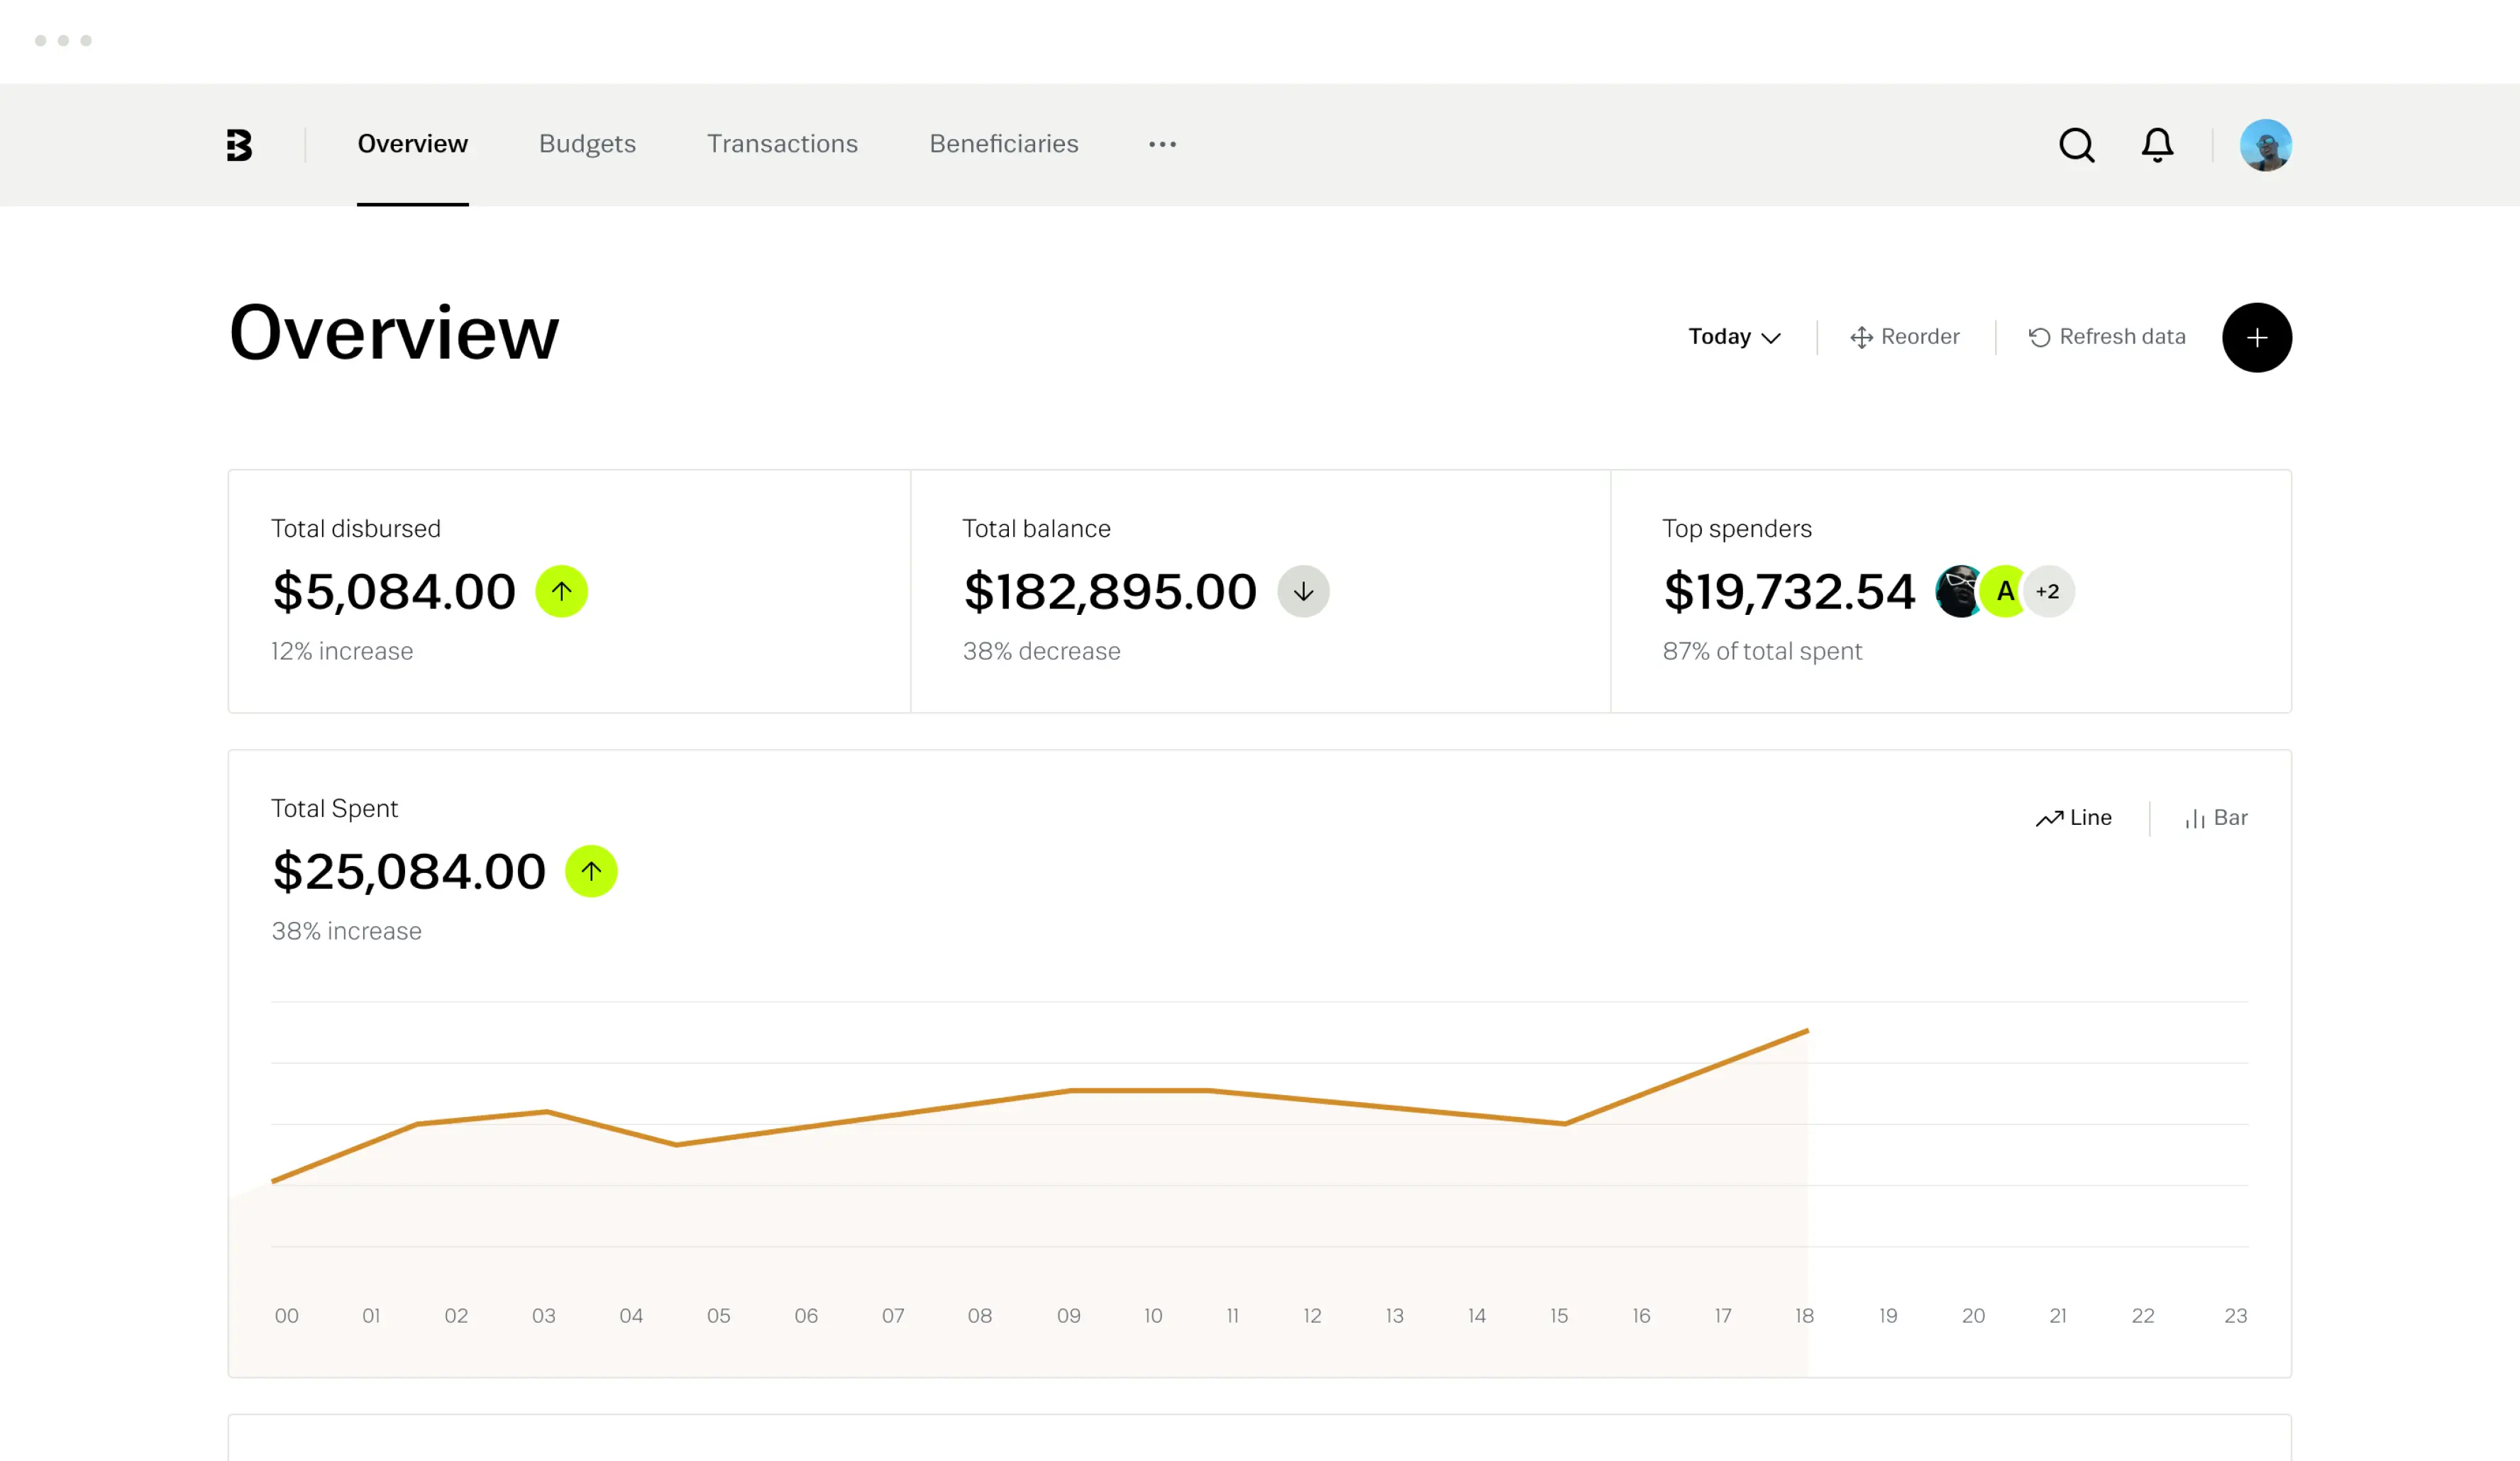 Overview
Budgets
Transactions
Beneficiaries
Overview
Today
Reorder
Refresh data
Total disbursed
$5,084.00
12% increase
Total balance
$182,895.00
38% decrease
Top spenders
$19,732.54
A
+2
87% of total spent
Total Spent
$25,084.00
38% increase
Line
Bar
00 01 02 03 04 05 06 07 08 09 10 11 12 13 14 15 16 17 18 19 20 21 22 23